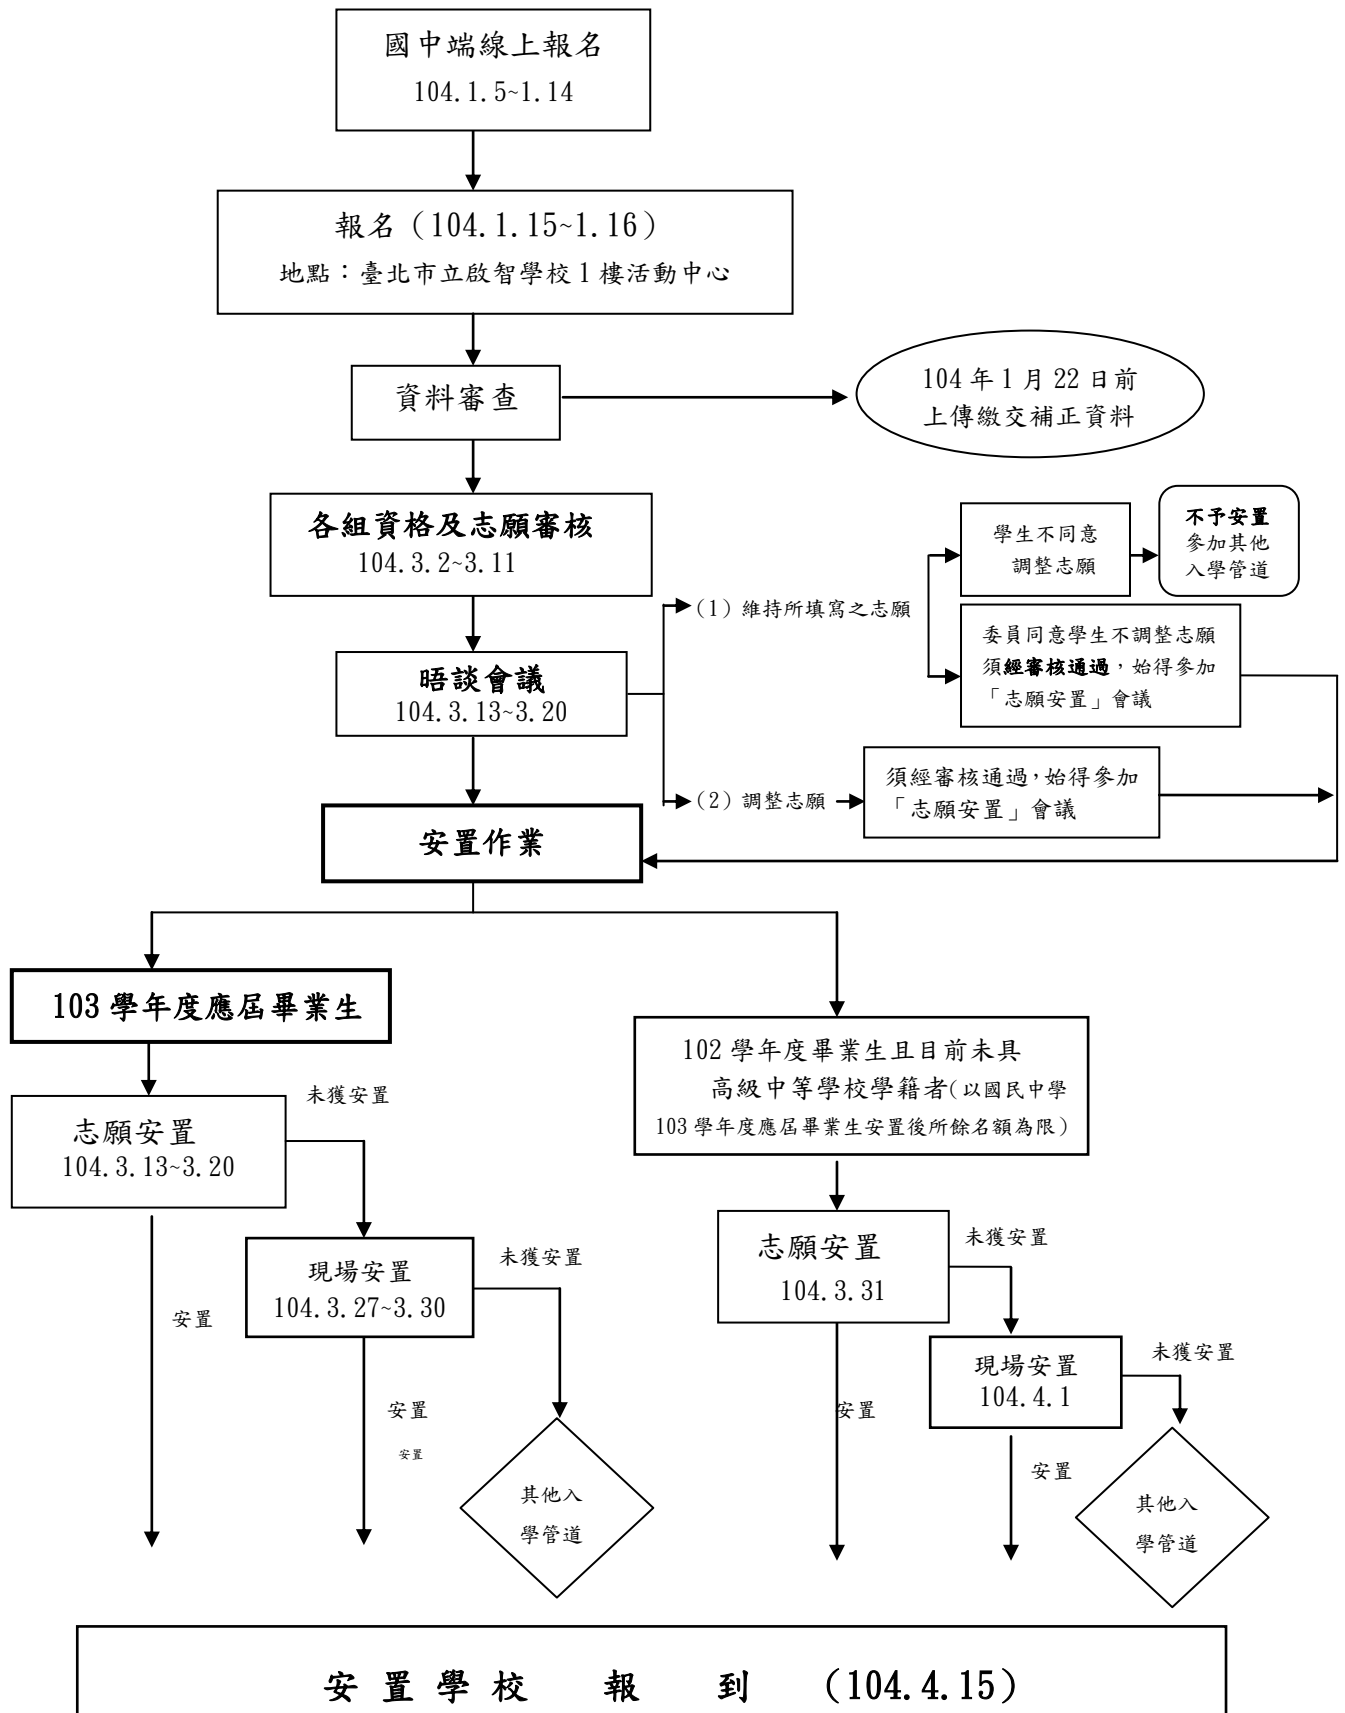 國中端線上報名
104.1.5~1.14
報名（104.1.15~1.16）
地點：臺北市立啟智學校1樓活動中心
資料審查
104年1月22日前
上傳繳交補正資料
各組資格及志願審核
104.3.2~3.11
晤談會議
104.3.13~3.20
(1)維持所填寫之志願
學生不同意
調整志願
不予安置
參加其他
入學管道
委員同意學生不調整志願
須經審核通過，始得參加
「志願安置」會議
(2)調整志願
須經審核通過，始得參加
「志願安置」會議
安置作業
103學年度應屆畢業生
志願安置
104.3.13~3.20
未獲安置
安置
現場安置
104.3.27~3.30
未獲安置
安置
安置
其他入
學管道
102學年度畢業生且目前未具
高級中等學校學籍者(以國民中學
103學年度應屆畢業生安置後所餘名額為限)
志願安置
104.3.31
未獲安置
安置
現場安置
104.4.1
未獲安置
安置
其他入
學管道
安置學校 報 到 (104.4.15)